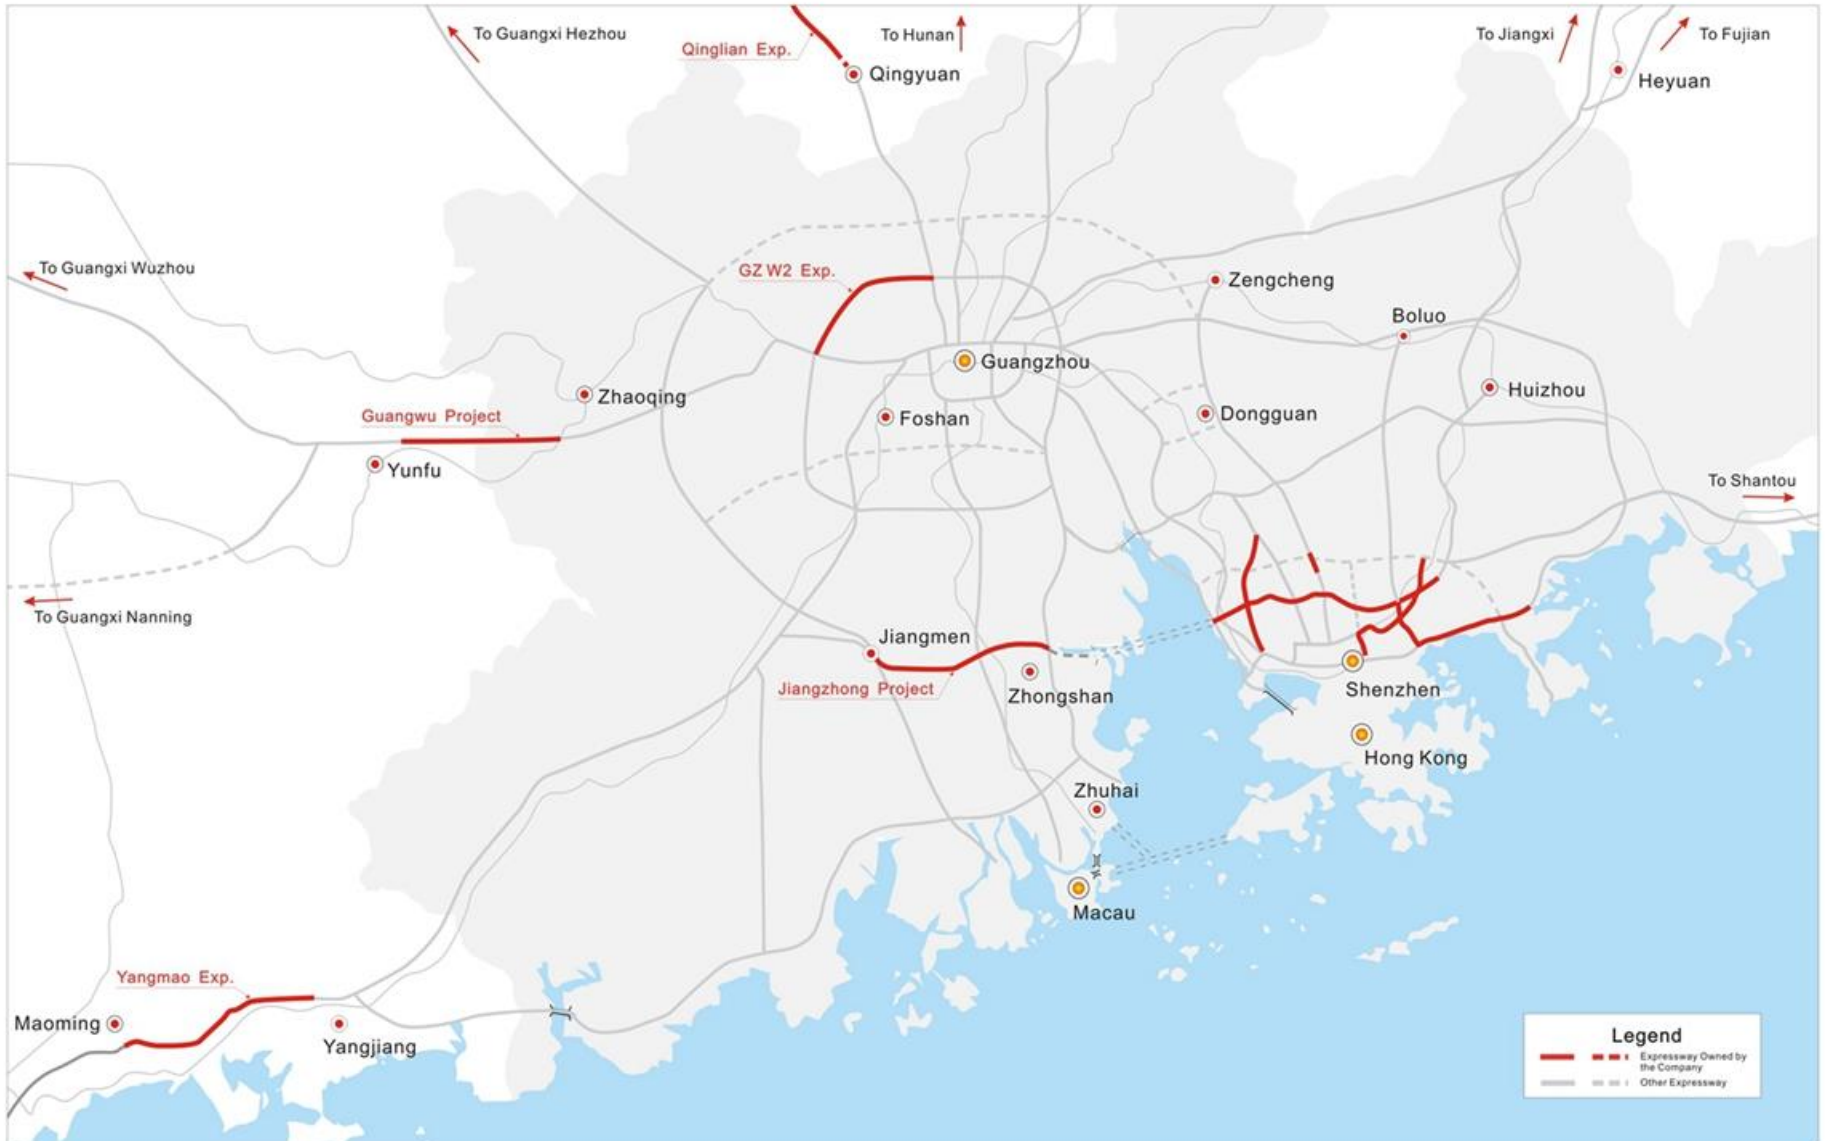 To Guangxi Hezhou
Qinglian Exp.
To Hunan
To Jiangxi
To Fujian
Qingyuan
Heyuan
To Guangxi Wuzhou
GZ W2 Exp.
Zengcheng
Boluo
Guangzhou
Zhaoqing
Huizhou
Guangwu Project
Foshan
Dongguan
Yunfu
To Shantou
To Guangxi Nanning
Jiangmen
Jiangzhong Project
Zhongshan
Shenzhen
Hong Kong
Zhuhai
Macau
Yangmao Exp.
Maoming
Yangjiang
Legend
Expressway Owned by
the Company
Other Expressway